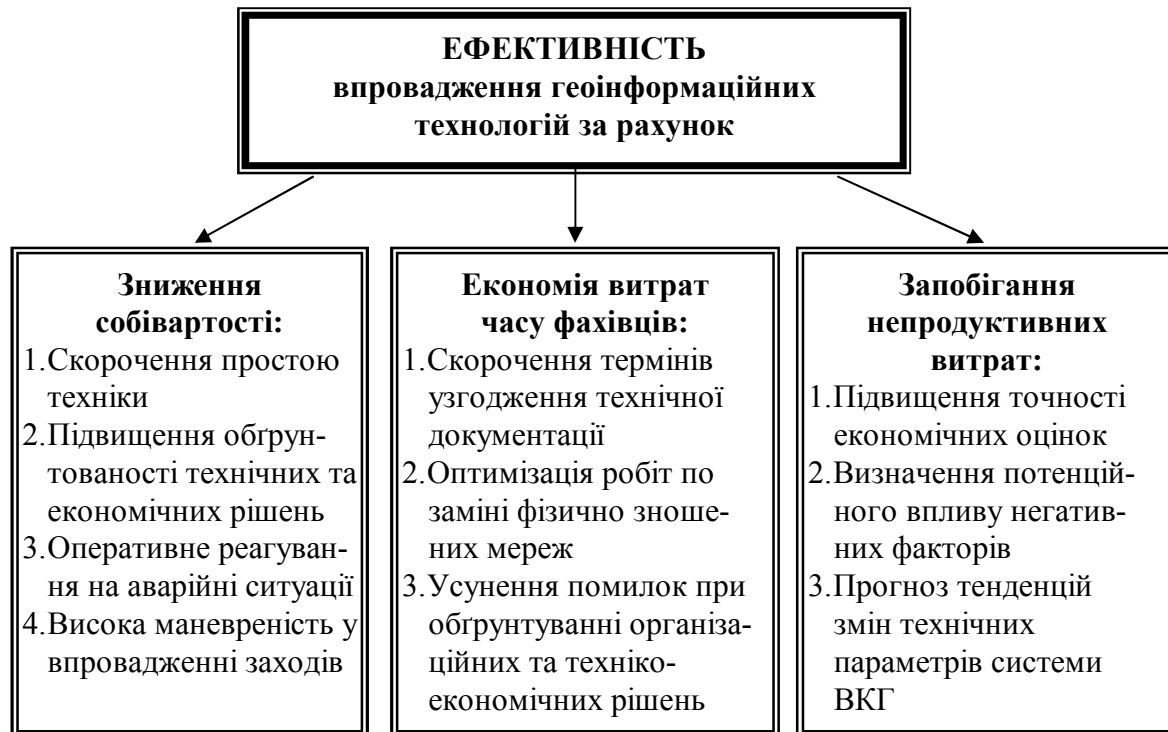 ЕФЕКТИВНІСТЬ
впровадження геоінформаційних
технологій за рахунок
Зниження
собівартості:
1.Скорочення простою
техніки
2.Підвищення обґрун-
тованості технічних та
економічних рішень
3.Оперативне реагуван-
ня на аварійні ситуації
4.Висока маневреність у
впровадженні заходів
Економія витрат
часу фахівців:
1.Скорочення термінів
узгодження технічної
документації
2.Оптимізація робіт по
заміні фізично зноше-
них мереж
3.Усунення помилок при
обґрунтуванні організа-
ційних та техніко-
економічних рішень
Запобігання
непродуктивних
витрат:
1.Підвищення точності
економічних оцінок
2.Визначення потенцій-
ного впливу негатив-
них факторів
3.Прогноз тенденцій
змін технічних
параметрів системи
ВКГ